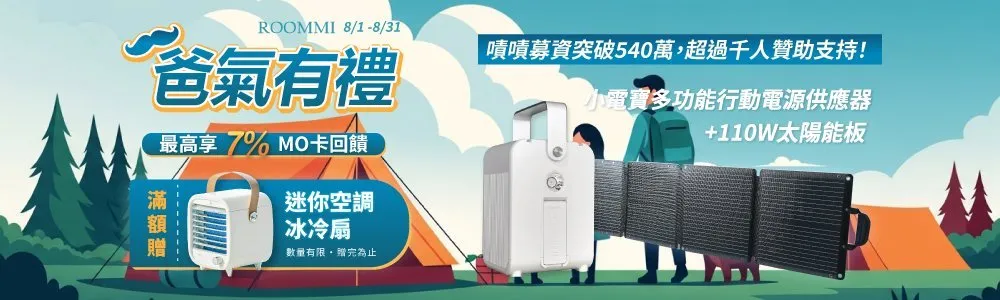 ROOMMI 8/1-8/31
爸氣有禮
最高享 7% MO卡回饋
滿額贈
迷你空調
冰冷扇
數量有限・贈完為止
嘖嘖募資突破540萬,超過千人贊助支持!
小電寶多功能行動電源供應器
+110W太陽能板